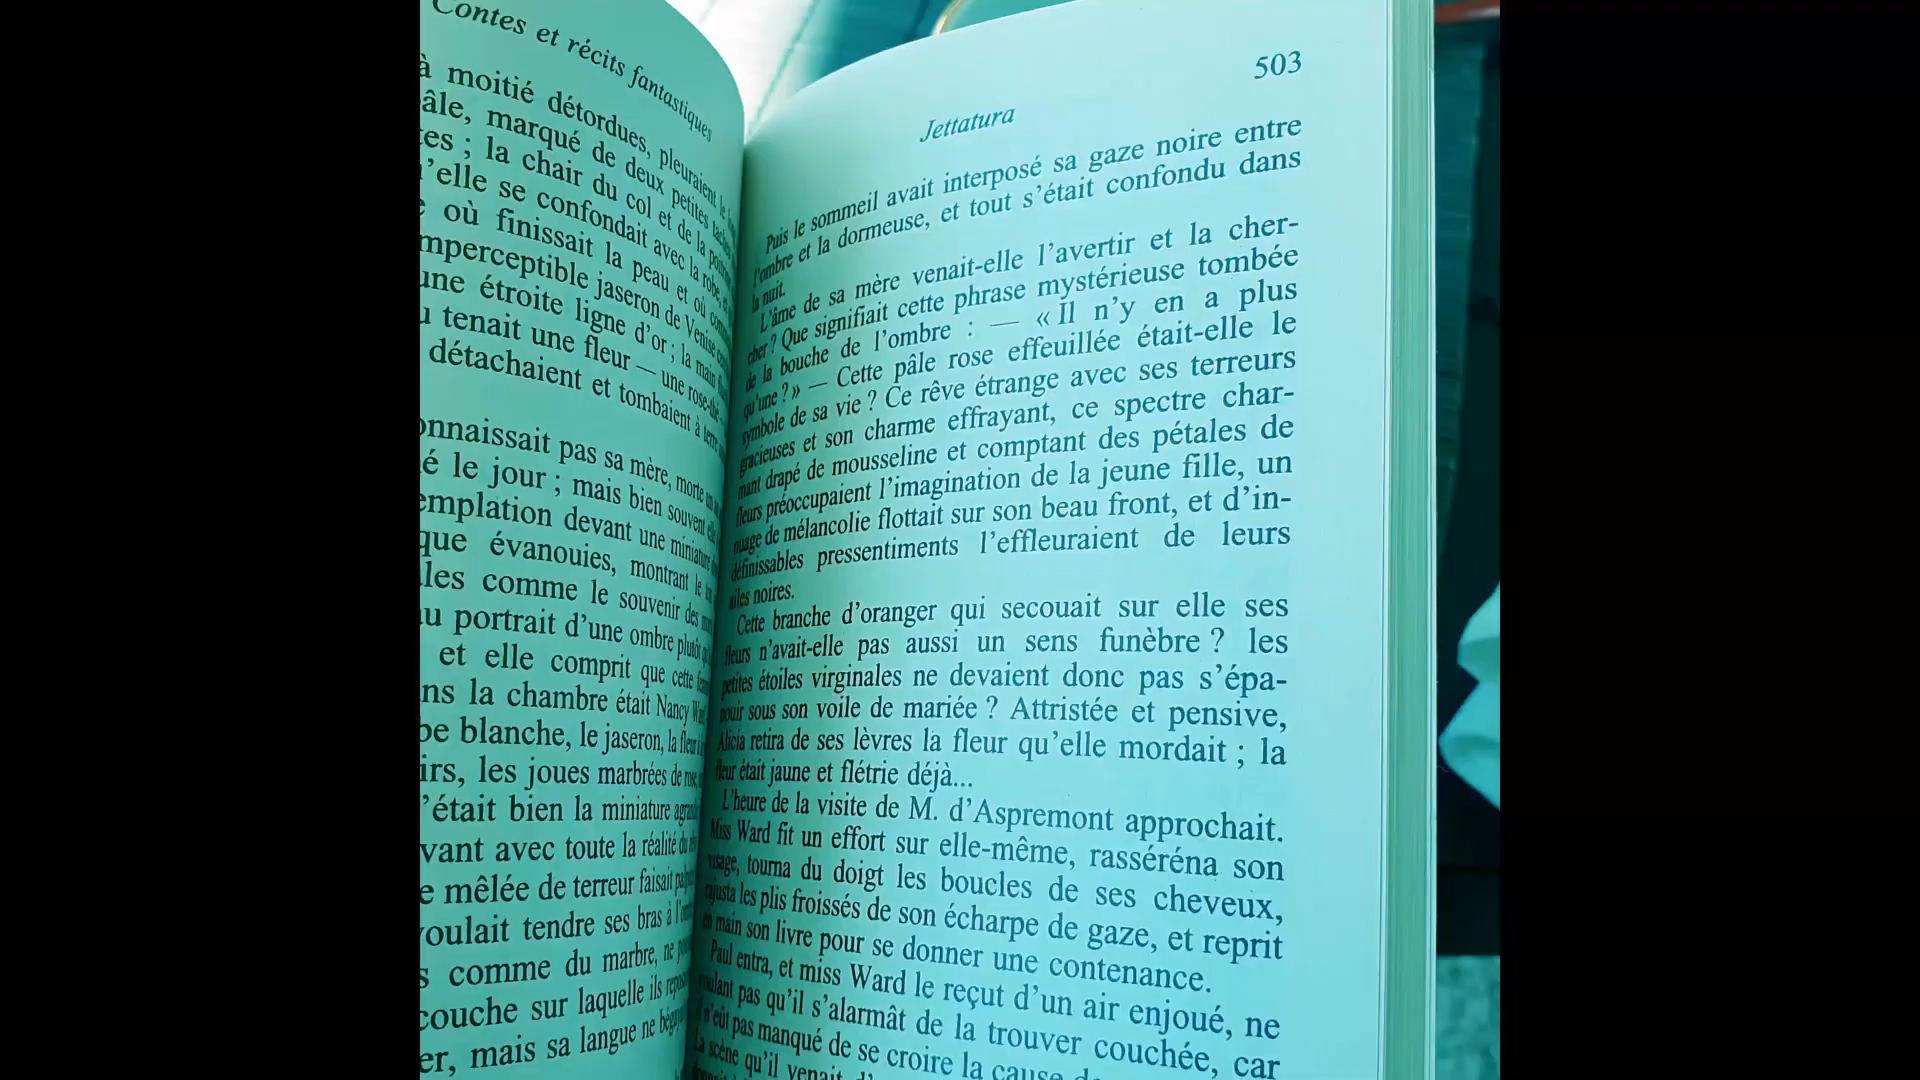 Contes et récits fantastiques
à moitié détordues, pleuraient le
âle, marqué de deux petites taches
tes ; la chair du col et de la
'elle se confondait avec la robe,
où finissait la peau et où
mperceptible jaseron de Venise
une étroite ligne d'or ; la main
tenait une fleur — une rose-thé
détachaient et tombaient à terre
onnaissait pas sa mère, morte
é le jour ; mais bien souvent elle
emplation devant une miniature
que évanouies, montrant le
les comme le souvenir des
au portrait d'une ombre plutôt
et elle comprit que cette
ns la chambre était Nancy
be blanche, le jaseron, la fleur
irs, les joues marbrées de rose,
'était bien la miniature
vant avec toute la réalité du
e mêlée de terreur faisait
voulait tendre ses bras à
s comme du marbre, ne
couche sur laquelle ils
er, mais sa langue ne
503
Jettatura
Puis le sommeil avait interposé sa gaze noire entre
l'ombre et la dormeuse, et tout s'était confondu dans
la nuit.
L'âme de sa mère venait-elle l'avertir et la cher-
cher ? Que signifiait cette phrase mystérieuse tombée
de la bouche de l'ombre : — « Il n'y en a plus
qu'une ? » — Cette pâle rose effeuillée était-elle le
symbole de sa vie ? Ce rêve étrange avec ses terreurs
gracieuses et son charme effrayant, ce spectre char-
mant drapé de mousseline et comptant des pétales de
fleurs préoccupaient l'imagination de la jeune fille, un
nuage de mélancolie flottait sur son beau front, et d'in-
définissables pressentiments l'effleuraient de leurs
ailes noires.
Cette branche d'oranger qui secouait sur elle ses
fleurs n'avait-elle pas aussi un sens funèbre ? les
petites étoiles virginales ne devaient donc pas s'épa-
nouir sous son voile de mariée ? Attristée et pensive,
Alicia retira de ses lèvres la fleur qu'elle mordait ; la
fleur était jaune et flétrie déjà...
L'heure de la visite de M. d'Aspremont approchait.
Miss Ward fit un effort sur elle-même, rasséréna son
visage, tourna du doigt les boucles de ses cheveux,
rajusta les plis froissés de son écharpe de gaze, et reprit
en main son livre pour se donner une contenance.
Paul entra, et miss Ward le reçut d'un air enjoué, ne
voulant pas qu'il s'alarmât de la trouver couchée, car
il n'eût pas manqué de se croire la cause de
La scène qu'il venait